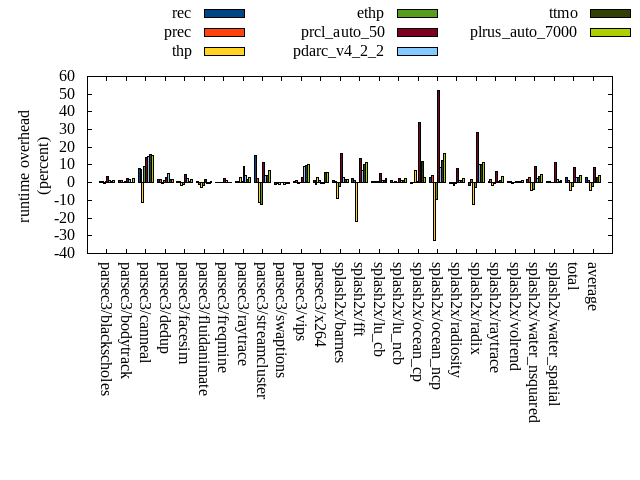 rec ethp ttmo
prec prcl_auto_50 plrus_auto_7000
thp pdarc_v4_2_2
60
50
40
30
20
10
0
-10
-20
-30
-40
runtime overhead
(percent)
parsec3/blackscholes
parsec3/bodytrack
parsec3/canneal
parsec3/dedup
parsec3/facesim
parsec3/fluidanimate
parsec3/freqmine
parsec3/raytrace
parsec3/streamcluster
parsec3/swaptions
parsec3/vips
parsec3/x264
splash2x/barnes
splash2x/fft
splash2x/lu_cb
splash2x/lu_ncb
splash2x/ocean_cp
splash2x/ocean_ncp
splash2x/radiosity
splash2x/radix
splash2x/raytrace
splash2x/volrend
splash2x/water_nsquared
splash2x/water_spatial
total
average